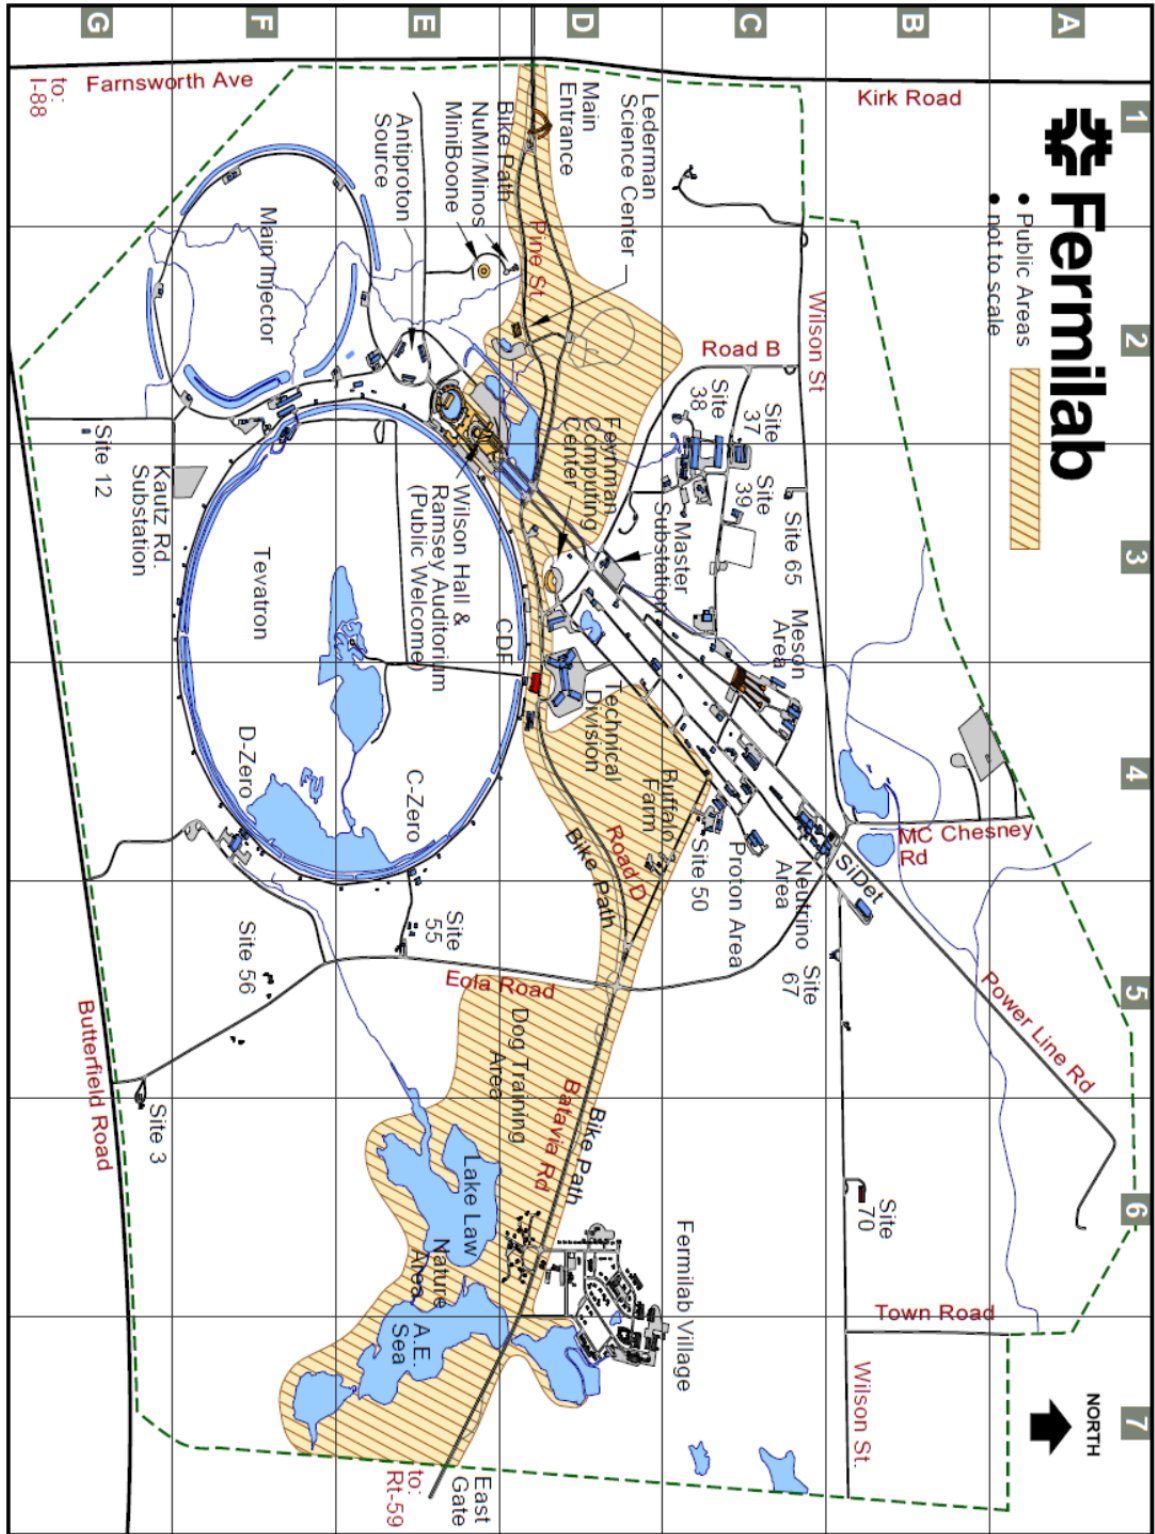 Fermilab
• Public Areas
• not to scale
1
2
3
4
5
6
7
A
B
C
D
E
F
G
Kirk Road
Farnsworth Ave
to:
I-88
Main
Entrance
Lederman
Science Center
Bike Path
NuMI/Minos
MiniBoone
Antiproton
Source
Pine St.
Main Injector
Wilson St
Road B
Site
38
Site
37
Site
39
Site 65
Feynman
Computing
Center
Master
Substation
Meson
Area
Wilson Hall &
Ramsey Auditorium
(Public Welcome)
CDF
Site 12
Kautz Rd.
Substation
Tevatron
Technical
Division
Buffalo
Farm
Road D
Bike Path
Site 50
Proton Area
Neutrino
Area
SiDet
MC Chesney
Rd
D-Zero
C-Zero
Site
55
Site 56
Site
67
Power Line Rd
Eola Road
Dog Training
Area
Butterfield Road
Site 3
Bike Path
Batavia Rd
Lake Law
Nature
Area
A.E.
Sea
Fermilab Village
Site
70
Town Road
Wilson St.
NORTH
East
Gate
to:
Rt-59